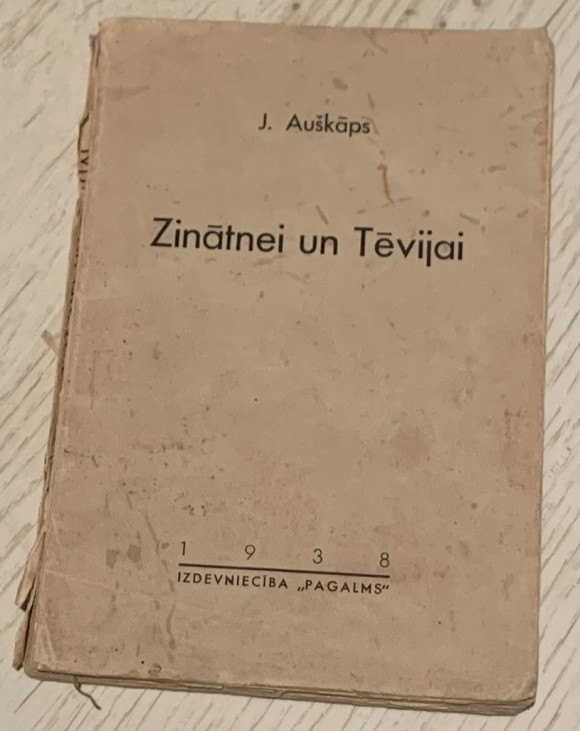 J. Auškāps
Zinātnei un Tēvijai
1 9 3 8
IZDEVNIECĪBA „PAGALMS“